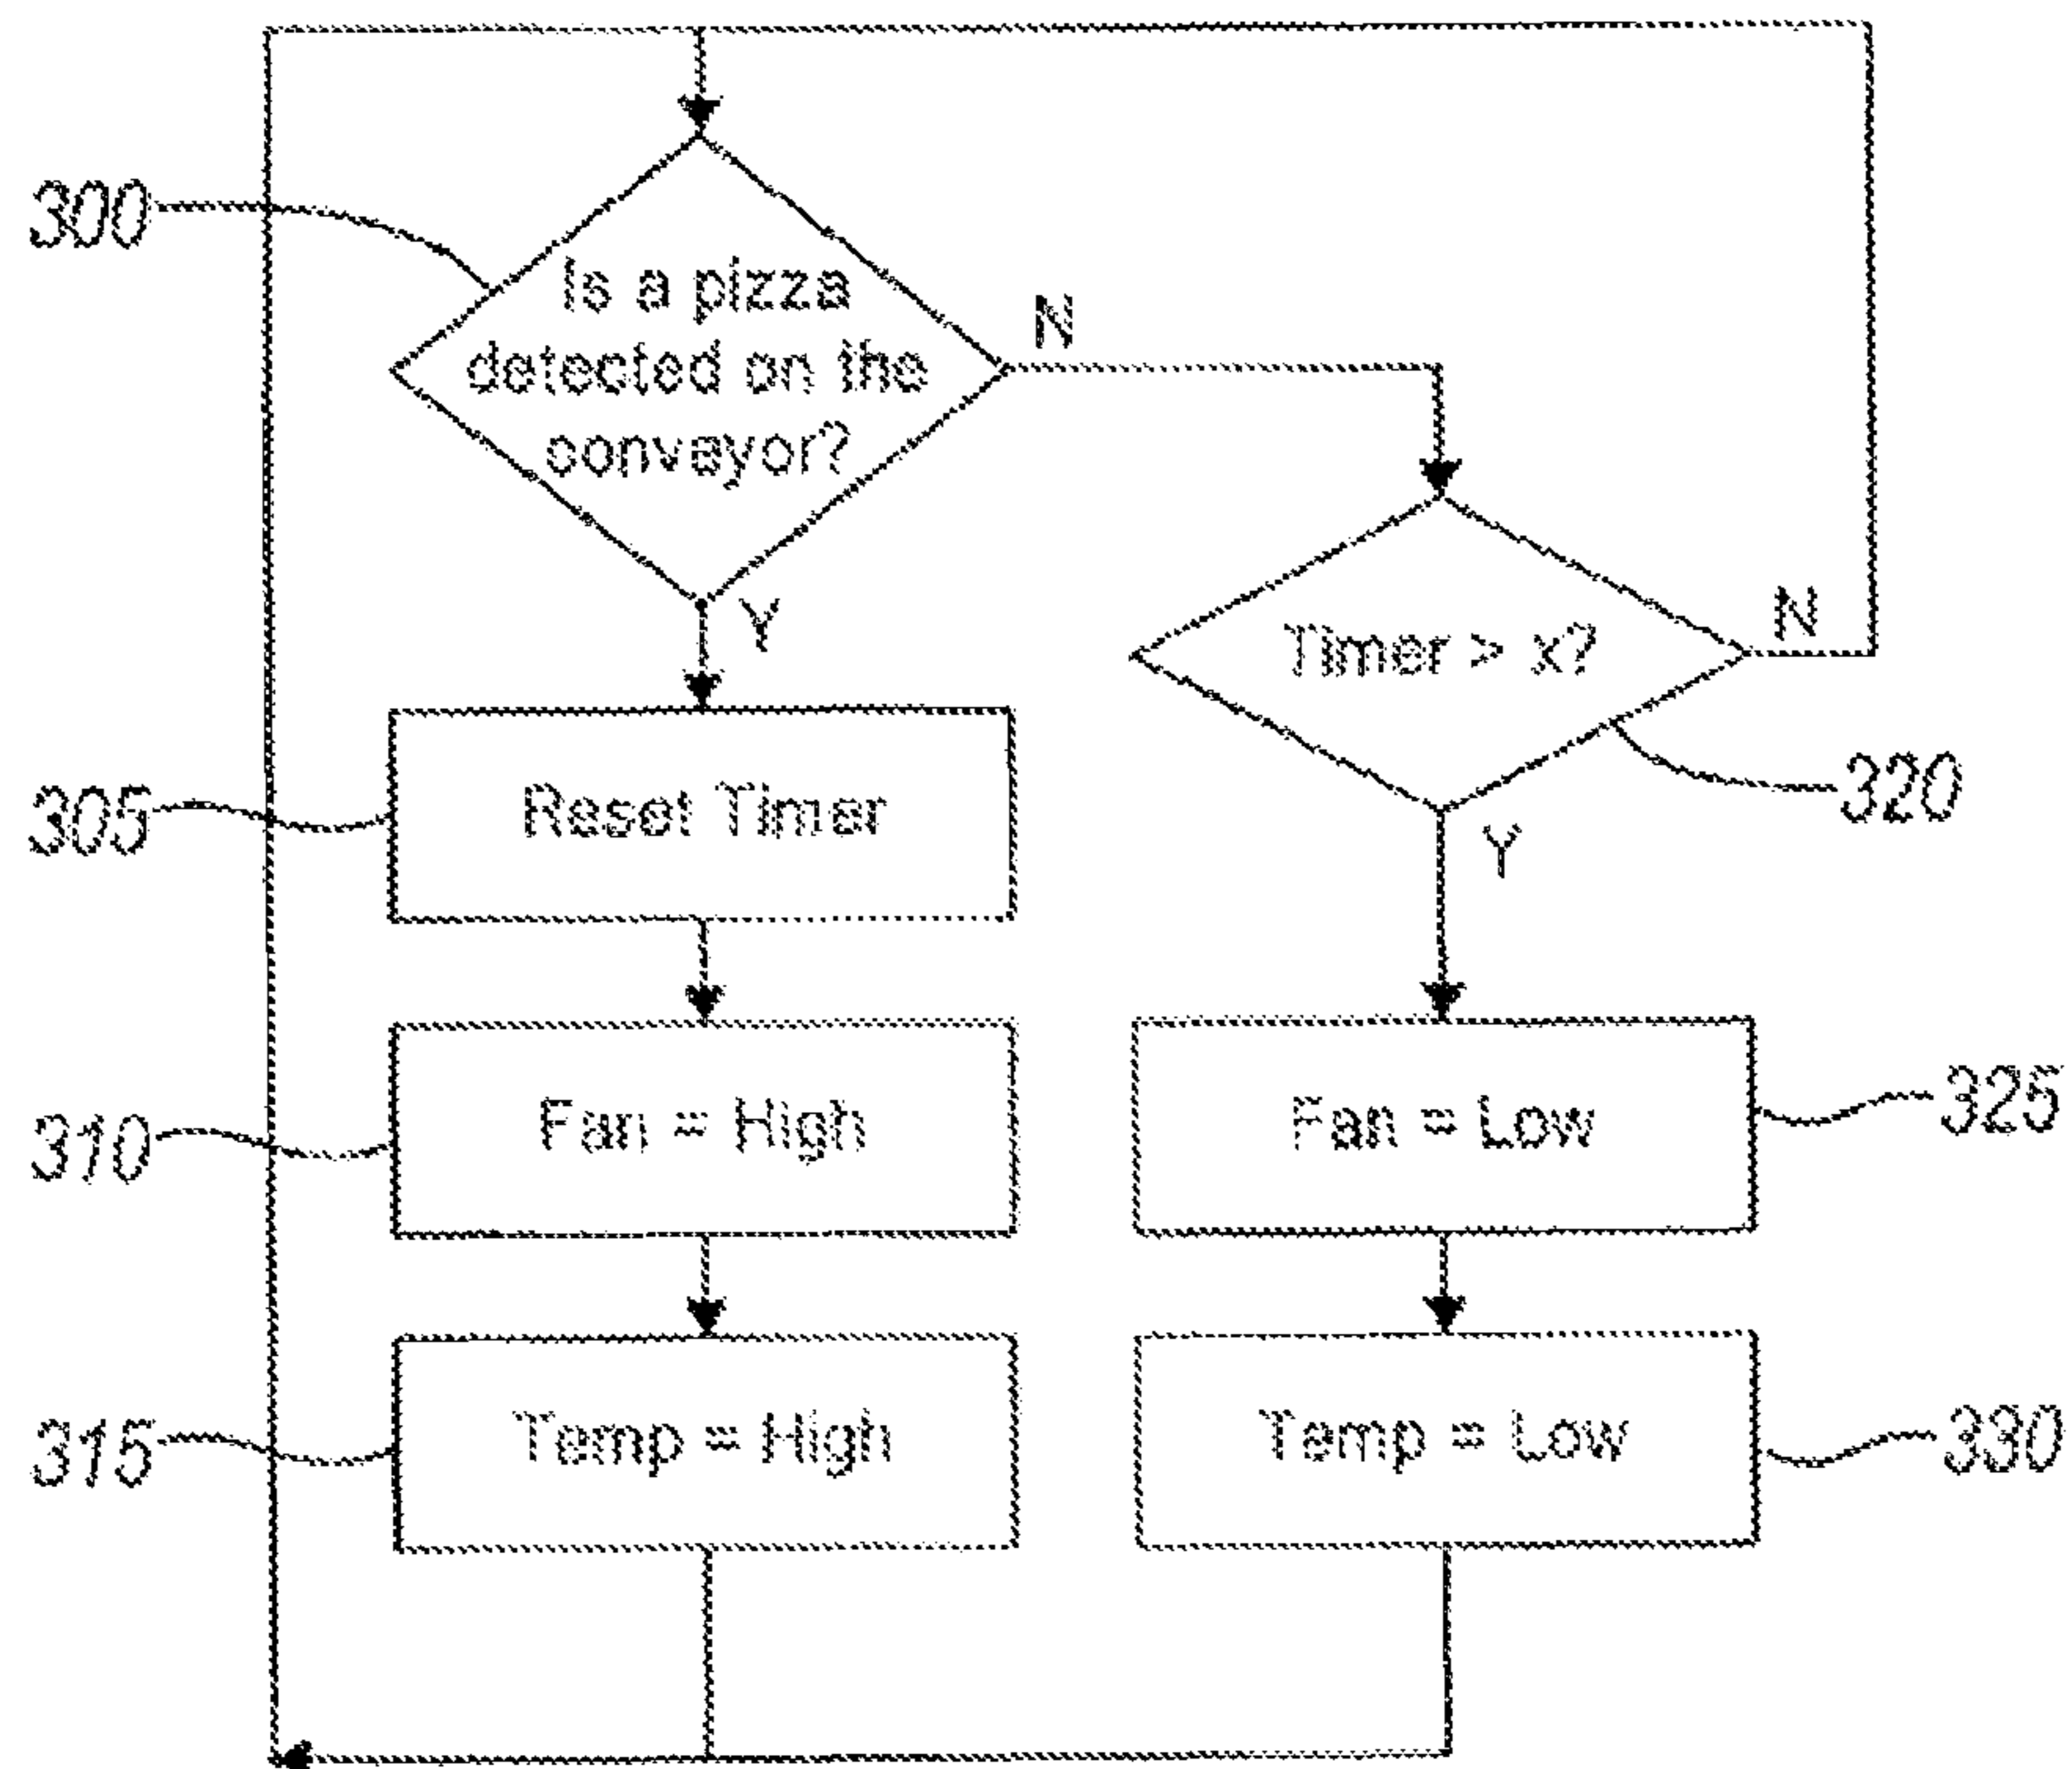 300
Is a pizza
detected on the
conveyor?
N
Y
Timer > x?
N
320
Y
305
Reset Timer
310
Fan = High
Fan = Low
325
315
Temp = High
Temp = Low
330